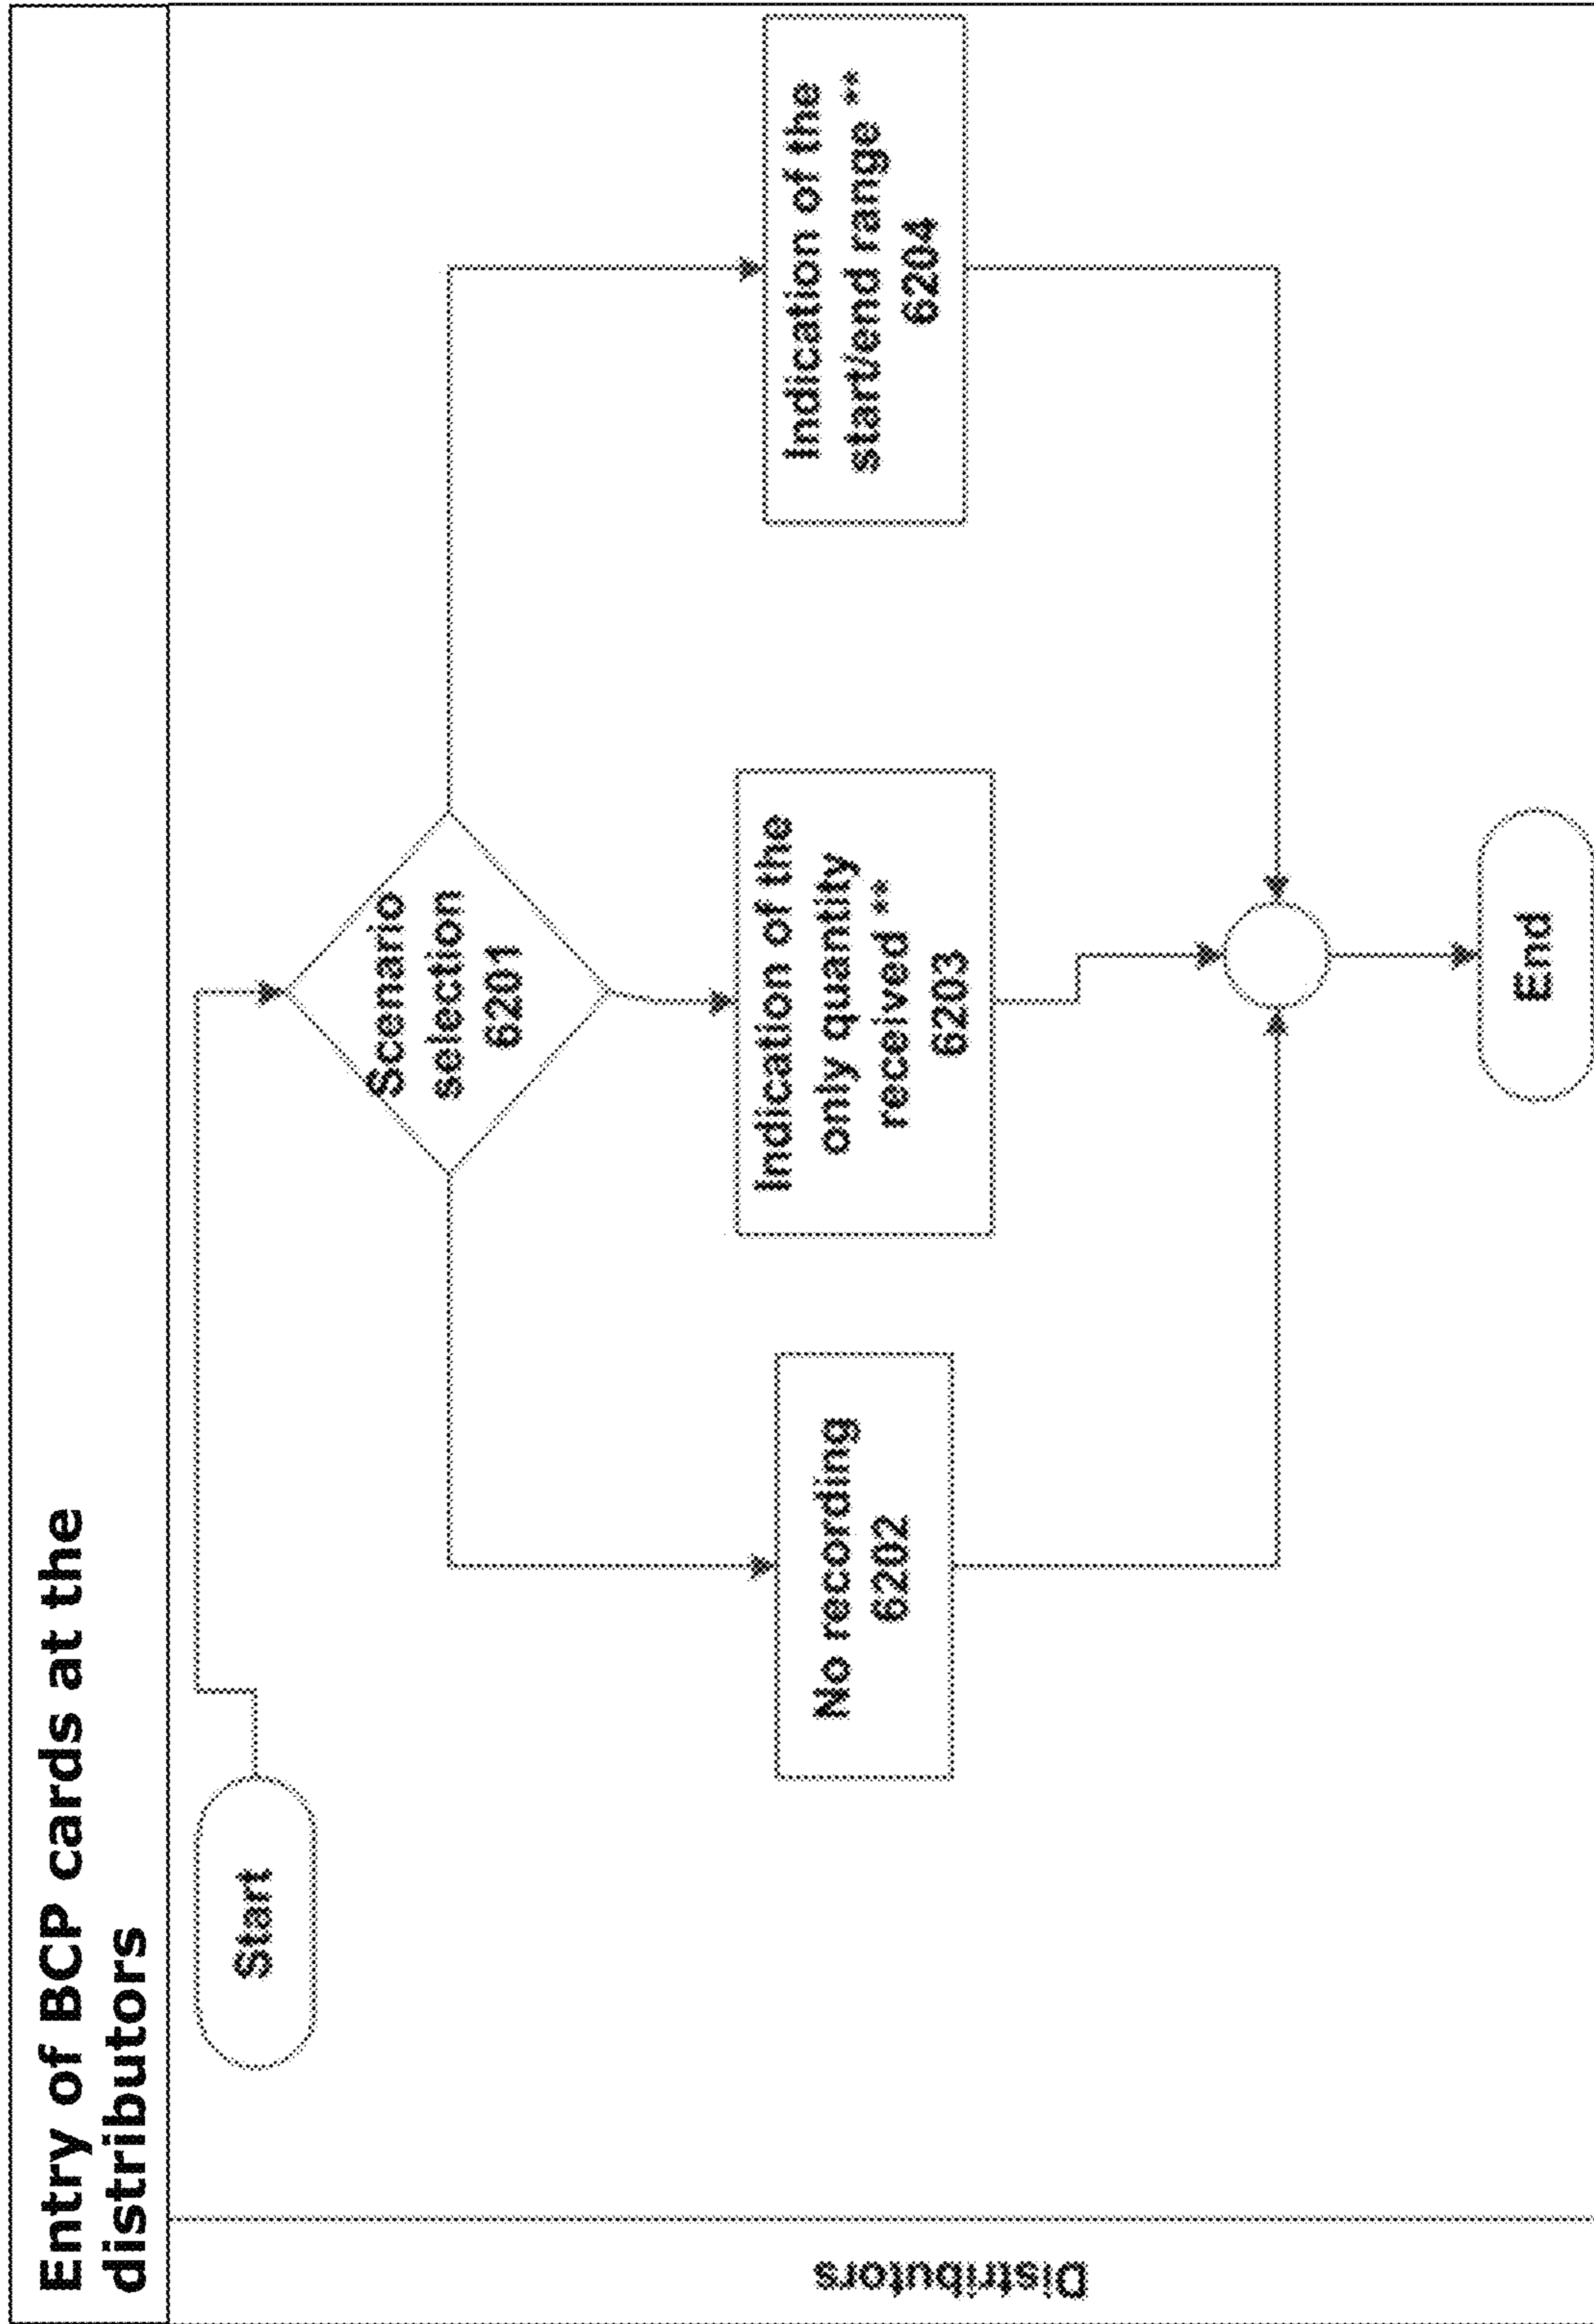 Entry of BCP cards at the
distributors
Distributors
Start
Scenario
selection
6201
No recording
6202
Indication of the
only quantity
received **
6203
Indication of the
start/end range **
6204
End